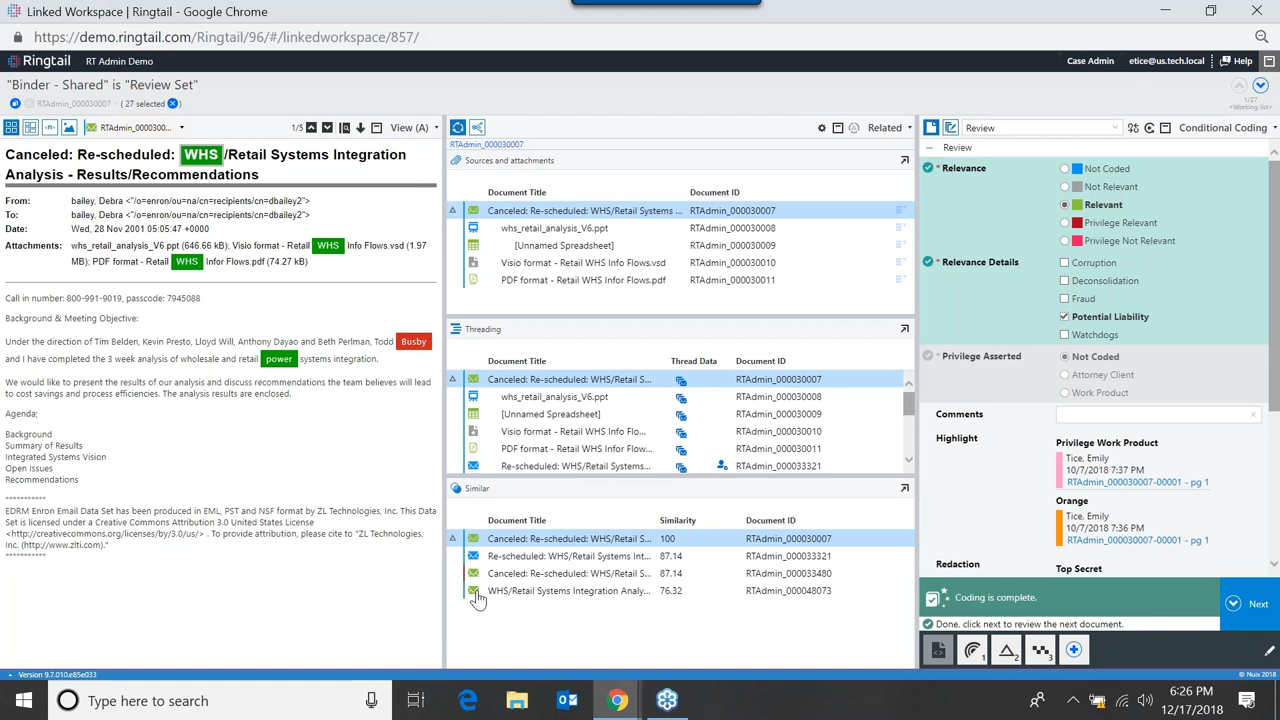 Linked Workspace | Ringtail - Google Chrome
https://demo.ringtail.com/Ringtail/96/#/linkedworkspace/857/
Ringtail RT Admin Demo Case Admin etice@us.tech.local Help
"Binder - Shared" is "Review Set"
RTAdmin_000030007 ( 27 selected )
1/27
<Working list>
RTAdmin_0000300... 1/5 View (A)
Canceled: Re-scheduled: WHS/Retail Systems Integration
Analysis - Results/Recommendations
From: bailey, Debra <"/o=enron/ou=na/cn=recipients/cn=dbailey2">
To: bailey, Debra <"/o=enron/ou=na/cn=recipients/cn=dbailey2">
Date: Wed, 28 Nov 2001 05:05:47 +0000
Attachments: whs_retail_analysis_V6.ppt (646.66 kB); Visio format - Retail WHS Info Flows.vsd (1.97
MB); PDF format - Retail WHS Infor Flows.pdf (74.27 kB)
Call in number: 800-991-9019, passcode: 7945088
Background & Meeting Objective:
Under the direction of Tim Belden, Kevin Presto, Lloyd Will, Anthony Dayao and Beth Perlman, Todd Busby
and I have completed the 3 week analysis of wholesale and retail power systems integration.
We would like to present the results of our analysis and discuss recommendations the team believes will lead
to cost savings and process efficiencies. The analysis results are enclosed.
Agenda;
Background
Summary of Results
Integrated Systems Vision
Open Issues
Recommendations
***********
EDRM Enron Email Data Set has been produced in EML, PST and NSF format by ZL Technologies, Inc. This Data
Set is licensed under a Creative Commons Attribution 3.0 United States License
<http://creativecommons.org/licenses/by/3.0/us/> . To provide attribution, please cite to "ZL Technologies,
Inc. (http://www.zlti.com)."
***********
Related
RTAdmin_000030007
Sources and attachments
Document Title Document ID
Canceled: Re-scheduled: WHS/Retail Systems ... RTAdmin_000030007
whs_retail_analysis_V6.ppt RTAdmin_000030008
[Unnamed Spreadsheet] RTAdmin_000030009
Visio format - Retail WHS Info Flows.vsd RTAdmin_000030010
PDF format - Retail WHS Infor Flows.pdf RTAdmin_000030011
Threading
Document Title Thread Data Document ID
Canceled: Re-scheduled: WHS/Retail S... RTAdmin_000030007
whs_retail_analysis_V6.ppt RTAdmin_000030008
[Unnamed Spreadsheet] RTAdmin_000030009
Visio format - Retail WHS Info Flo... RTAdmin_000030010
PDF format - Retail WHS Infor Flow... RTAdmin_000030011
Re-scheduled: WHS/Retail Systems... RTAdmin_000033321
Similar
Document Title Similarity Document ID
Canceled: Re-scheduled: WHS/Retail S... 100 RTAdmin_000030007
Re-scheduled: WHS/Retail Systems Int... 87.14 RTAdmin_000033321
Canceled: Re-scheduled: WHS/Retail S... 87.14 RTAdmin_000033480
WHS/Retail Systems Integration Analy... 76.32 RTAdmin_000048073
Review Conditional Coding
Review
* Relevance
Not Coded
Not Relevant
Relevant
Privilege Relevant
Privilege Not Relevant
* Relevance Details
Corruption
Deconsolidation
Fraud
Potential Liability
Watchdogs
* Privilege Asserted
Not Coded
Attorney Client
Work Product
Comments
Highlight
Privilege Work Product
Tice, Emily
10/7/2018 7:37 PM
RTAdmin_000030007-00001 - pg 1
Orange
Tice, Emily
10/7/2018 7:36 PM
RTAdmin_000030007-00001 - pg 1
Redaction Top Secret
Coding is complete.
Next
Done, click next to review the next document.
1 2 3
Version 9.7.010.e85e033 © Nuix 2018
Type here to search
6:26 PM
12/17/2018